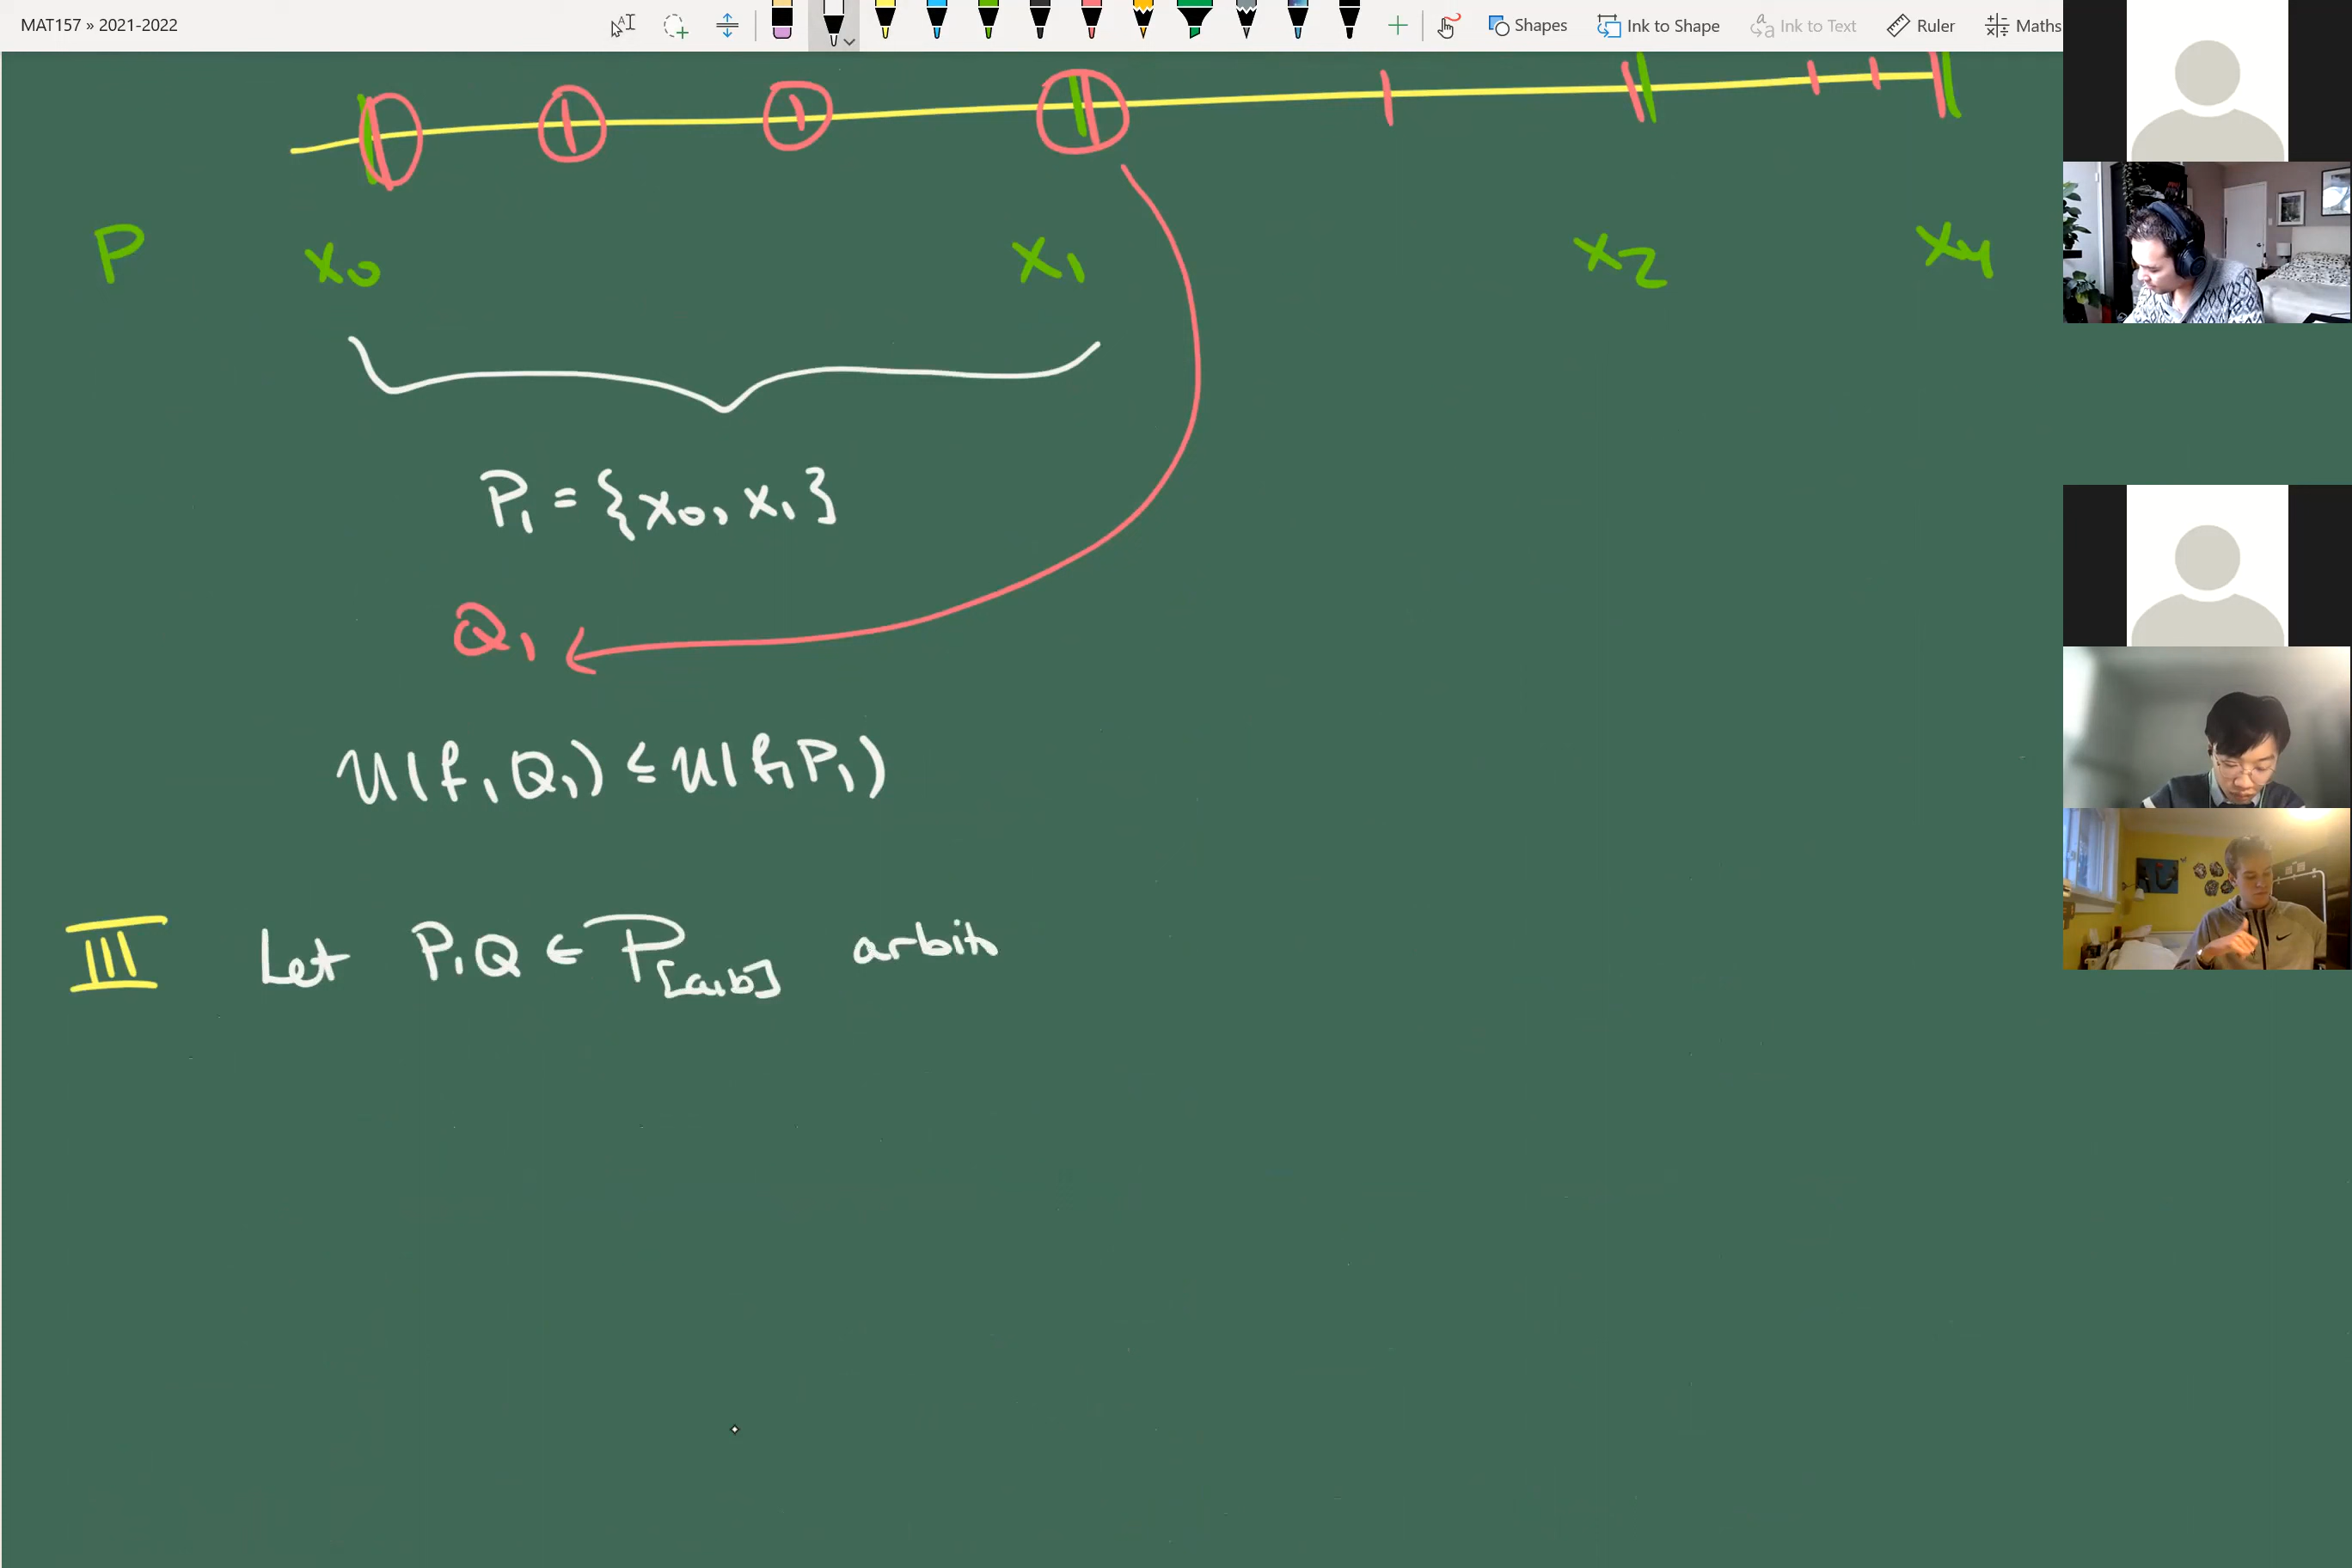 MAT157 » 2021-2022
Shapes Ink to Shape Ink to Text Ruler Maths
P x₀ x₁ x₂ x₄
P₁ = {x₀, x₁}
Q₁
U(f, Q₁) ≤ U(f, P₁)
III Let P, Q ∈ P[a,b] arbit